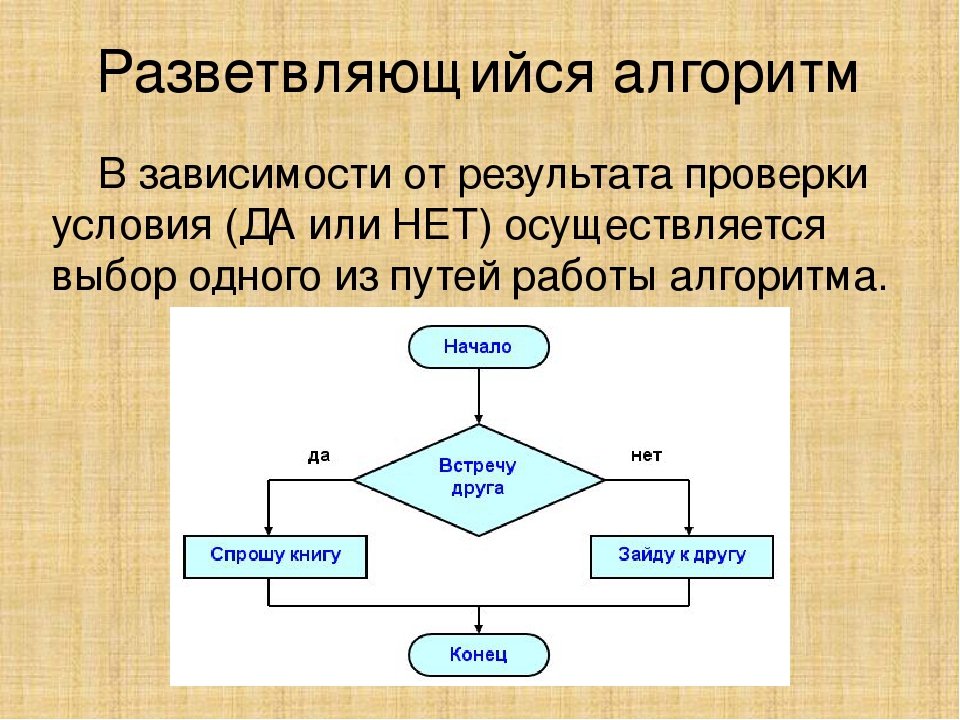 Разветвляющийся алгоритм
В зависимости от результата проверки
условия (ДА или НЕТ) осуществляется
выбор одного из путей работы алгоритма.
Начало
да
нет
Встречу
друга
Спрошу книгу
Зайду к другу
Конец